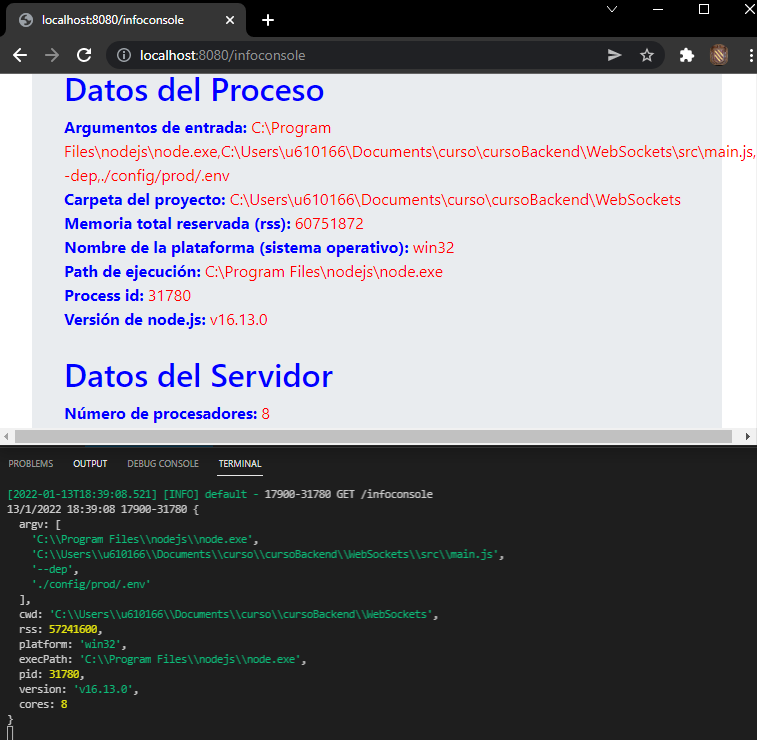 localhost:8080/infoconsole
localhost:8080/infoconsole
Datos del Proceso
Argumentos de entrada: C:\Program
Files\nodejs\node.exe,C:\Users\u610166\Documents\curso\cursoBackend\WebSockets\src\main.js,
-dep,./config/prod/.env
Carpeta del proyecto: C:\Users\u610166\Documents\curso\cursoBackend\WebSockets
Memoria total reservada (rss): 60751872
Nombre de la plataforma (sistema operativo): win32
Path de ejecución: C:\Program Files\nodejs\node.exe
Process id: 31780
Versión de node.js: v16.13.0
Datos del Servidor
Número de procesadores: 8
PROBLEMS OUTPUT DEBUG CONSOLE TERMINAL
[2022-01-13T18:39:08.521] [INFO] default - 17900-31780 GET /infoconsole
13/1/2022 18:39:08 17900-31780 {
argv: [
'C:\\Program Files\\nodejs\\node.exe',
'C:\\Users\\u610166\\Documents\\curso\\cursoBackend\\WebSockets\\src\\main.js',
'--dep',
'./config/prod/.env'
],
cwd: 'C:\\Users\\u610166\\Documents\\curso\\cursoBackend\\WebSockets',
rss: 57241600,
platform: 'win32',
execPath: 'C:\\Program Files\\nodejs\\node.exe',
pid: 31780,
version: 'v16.13.0',
cores: 8
}